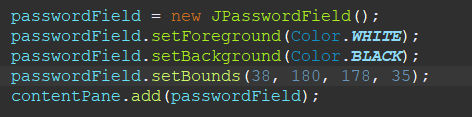 passwordField = new JPasswordField();
passwordField.setForeground(Color.WHITE);
passwordField.setBackground(Color.BLACK);
passwordField.setBounds(38, 180, 178, 35);
contentPane.add(passwordField);